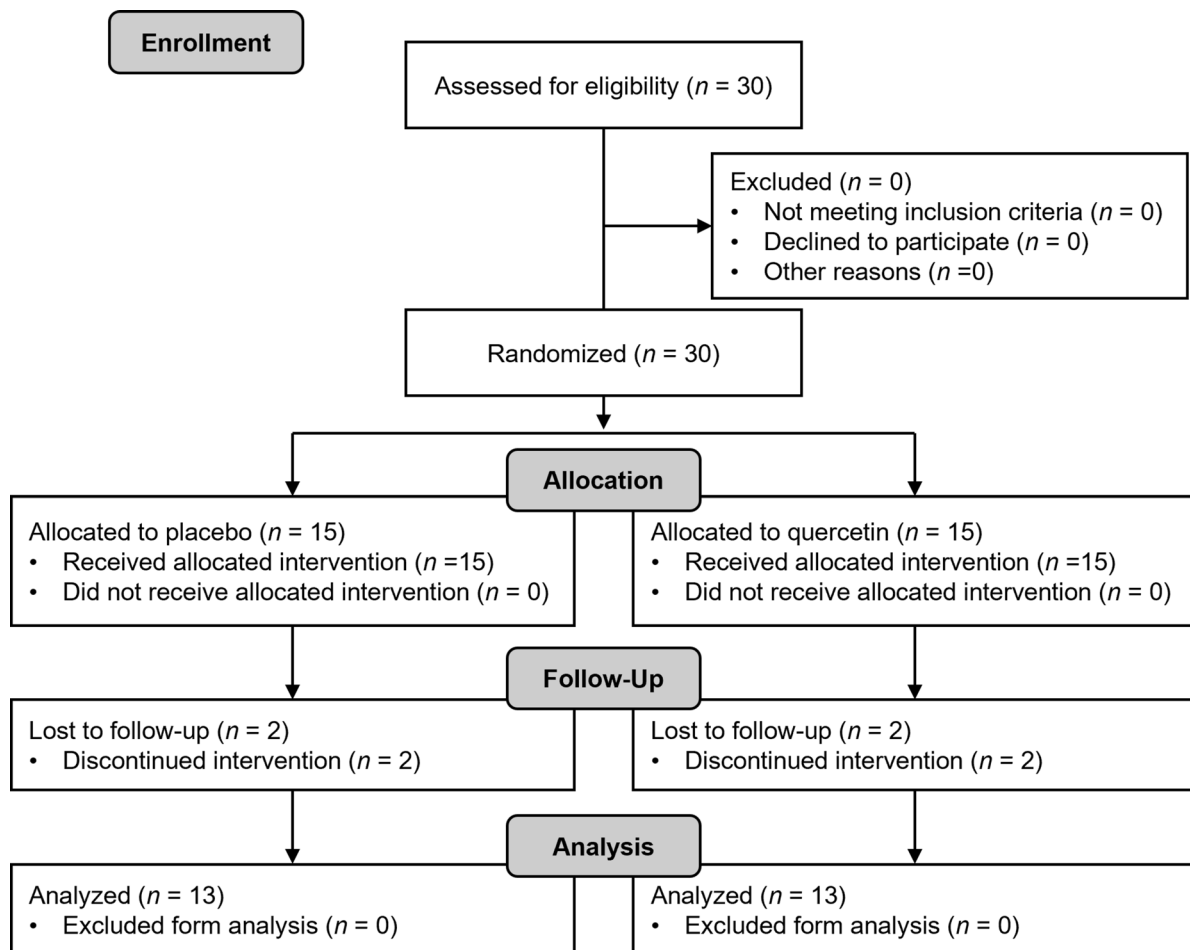 Enrollment
Assessed for eligibility (n = 30)
Excluded (n = 0)
• Not meeting inclusion criteria (n = 0)
• Declined to participate (n = 0)
• Other reasons (n =0)
Randomized (n = 30)
Allocation
Allocated to placebo (n = 15)
• Received allocated intervention (n =15)
• Did not receive allocated intervention (n = 0)
Allocated to quercetin (n = 15)
• Received allocated intervention (n =15)
• Did not receive allocated intervention (n = 0)
Follow-Up
Lost to follow-up (n = 2)
• Discontinued intervention (n = 2)
Lost to follow-up (n = 2)
• Discontinued intervention (n = 2)
Analysis
Analyzed (n = 13)
• Excluded form analysis (n = 0)
Analyzed (n = 13)
• Excluded form analysis (n = 0)